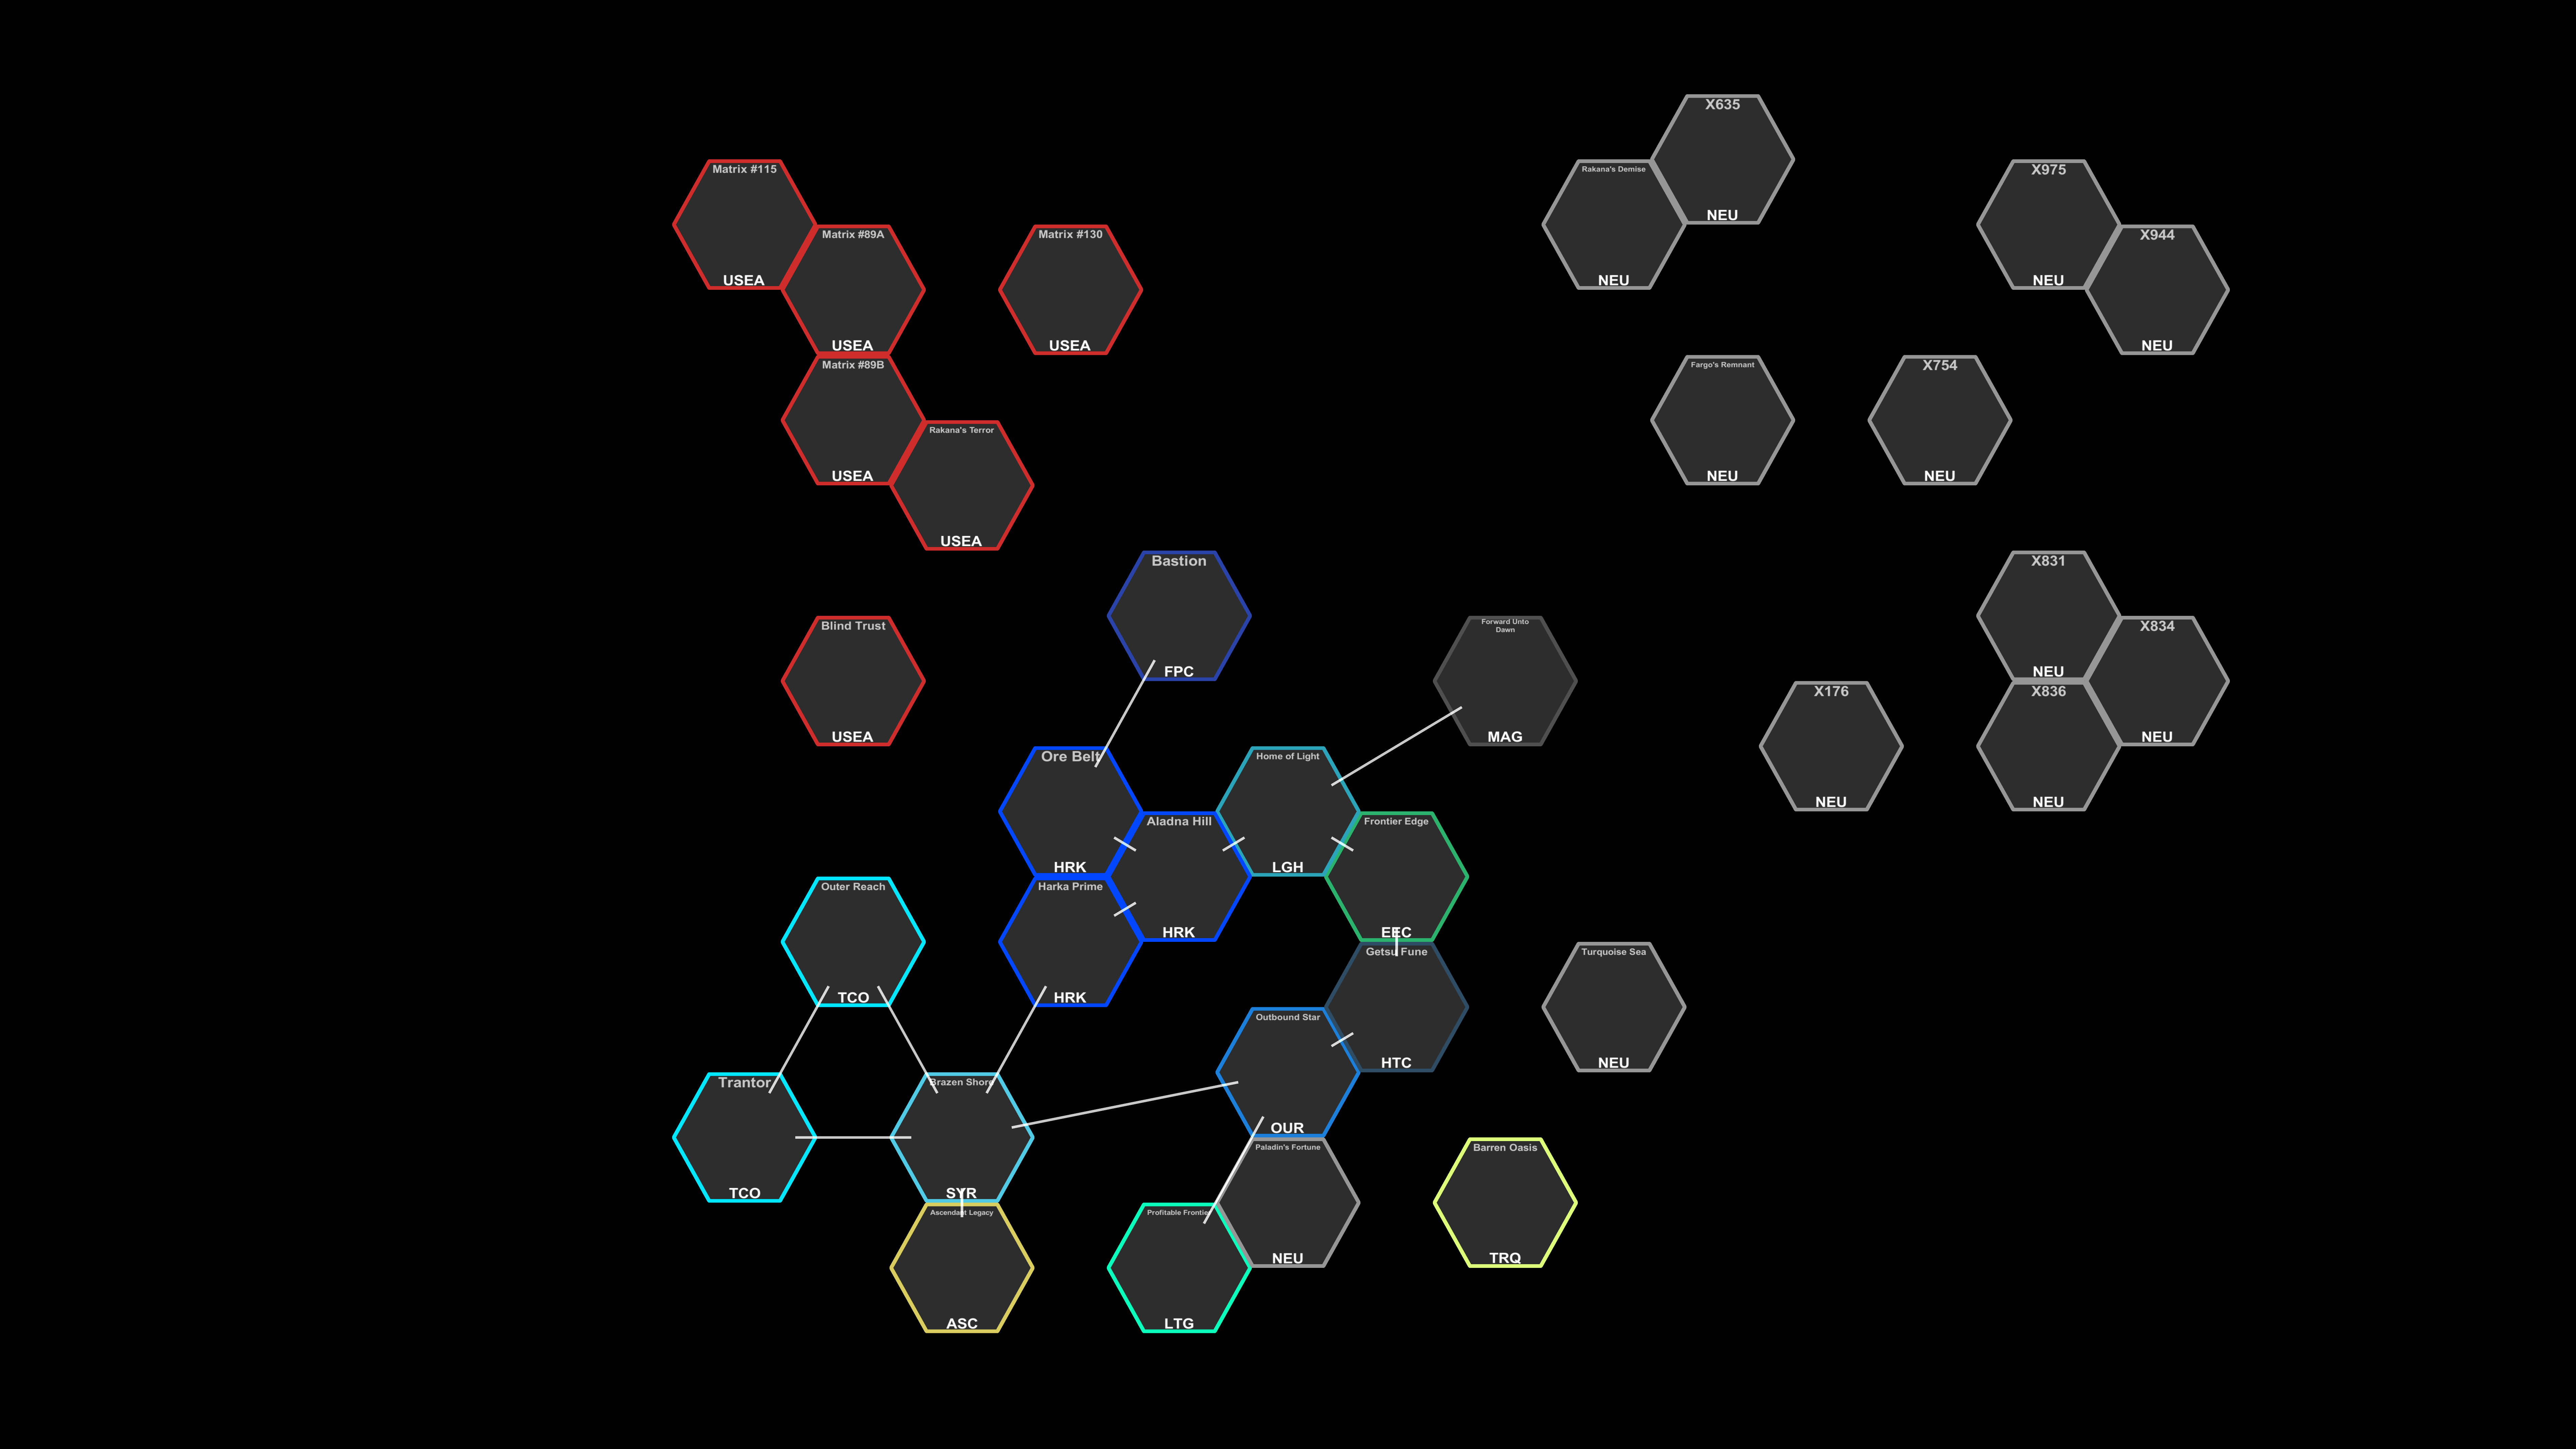 X635
NEU
Rakana's Demise
NEU
Matrix #115
USEA
X975
NEU
Matrix #89A
USEA
Matrix #130
USEA
X944
NEU
Matrix #89B
USEA
Fargo's Remnant
NEU
X754
NEU
Rakana's Terror
USEA
Bastion
FPC
X831
NEU
Blind Trust
USEA
Forward Unto
Dawn
MAG
X834
NEU
X176
NEU
X836
NEU
Ore Belt
HRK
Home of Light
LGH
Aladna Hill
HRK
Frontier Edge
EEC
Outer Reach
TCO
Harka Prime
HRK
Getsu Fune
HTC
Turquoise Sea
NEU
Outbound Star
OUR
Trantor
TCO
Brazen Shore
SYR
Paladin's Fortune
NEU
Barren Oasis
TRQ
Ascendant Legacy
ASC
Profitable Frontier
LTG